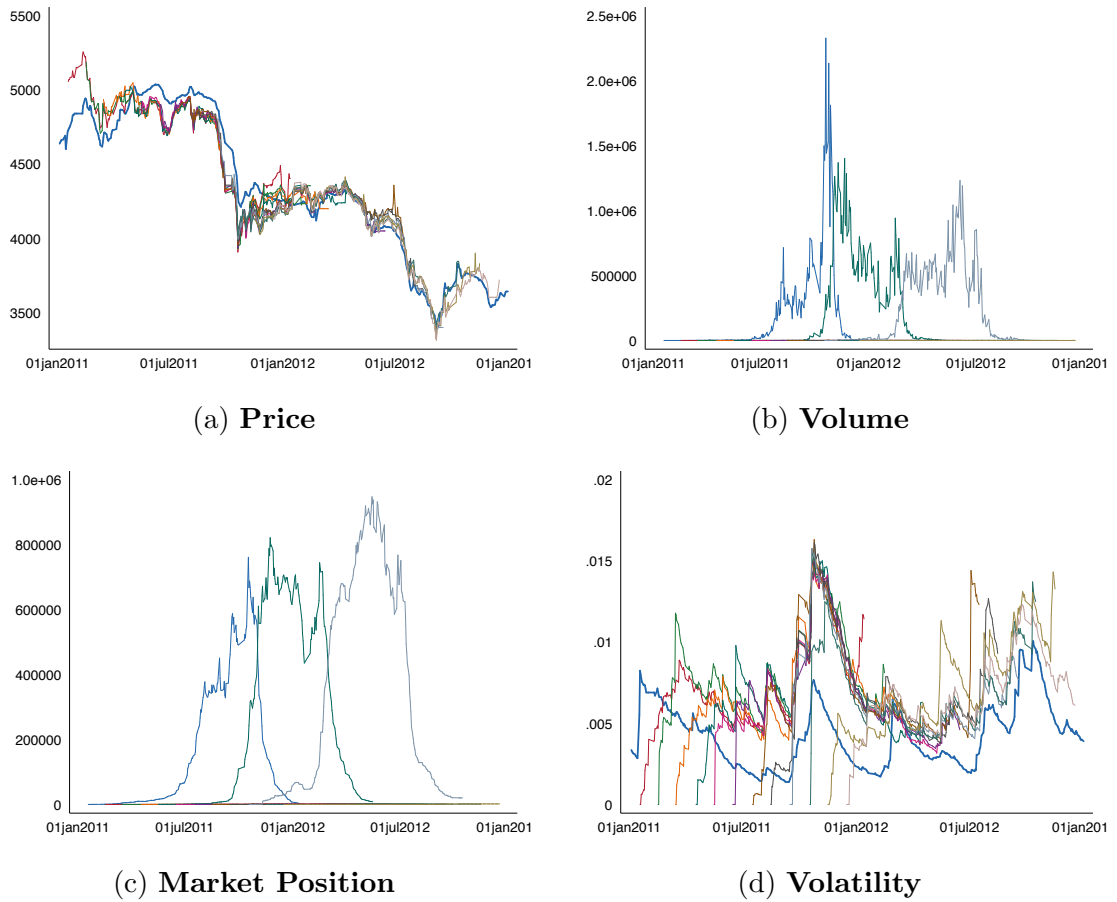 5500
5000
4500
4000
3500
01jan2011 01jul2011 01jan2012 01jul2012 01jan201
(a) Price
2.5e+06
2.0e+06
1.5e+06
1.0e+06
500000
0
01jan2011 01jul2011 01jan2012 01jul2012 01jan201
(b) Volume
1.0e+06
800000
600000
400000
200000
0
01jan2011 01jul2011 01jan2012 01jul2012 01jan201
(c) Market Position
.02
.015
.01
.005
0
01jan2011 01jul2011 01jan2012 01jul2012 01jan201
(d) Volatility